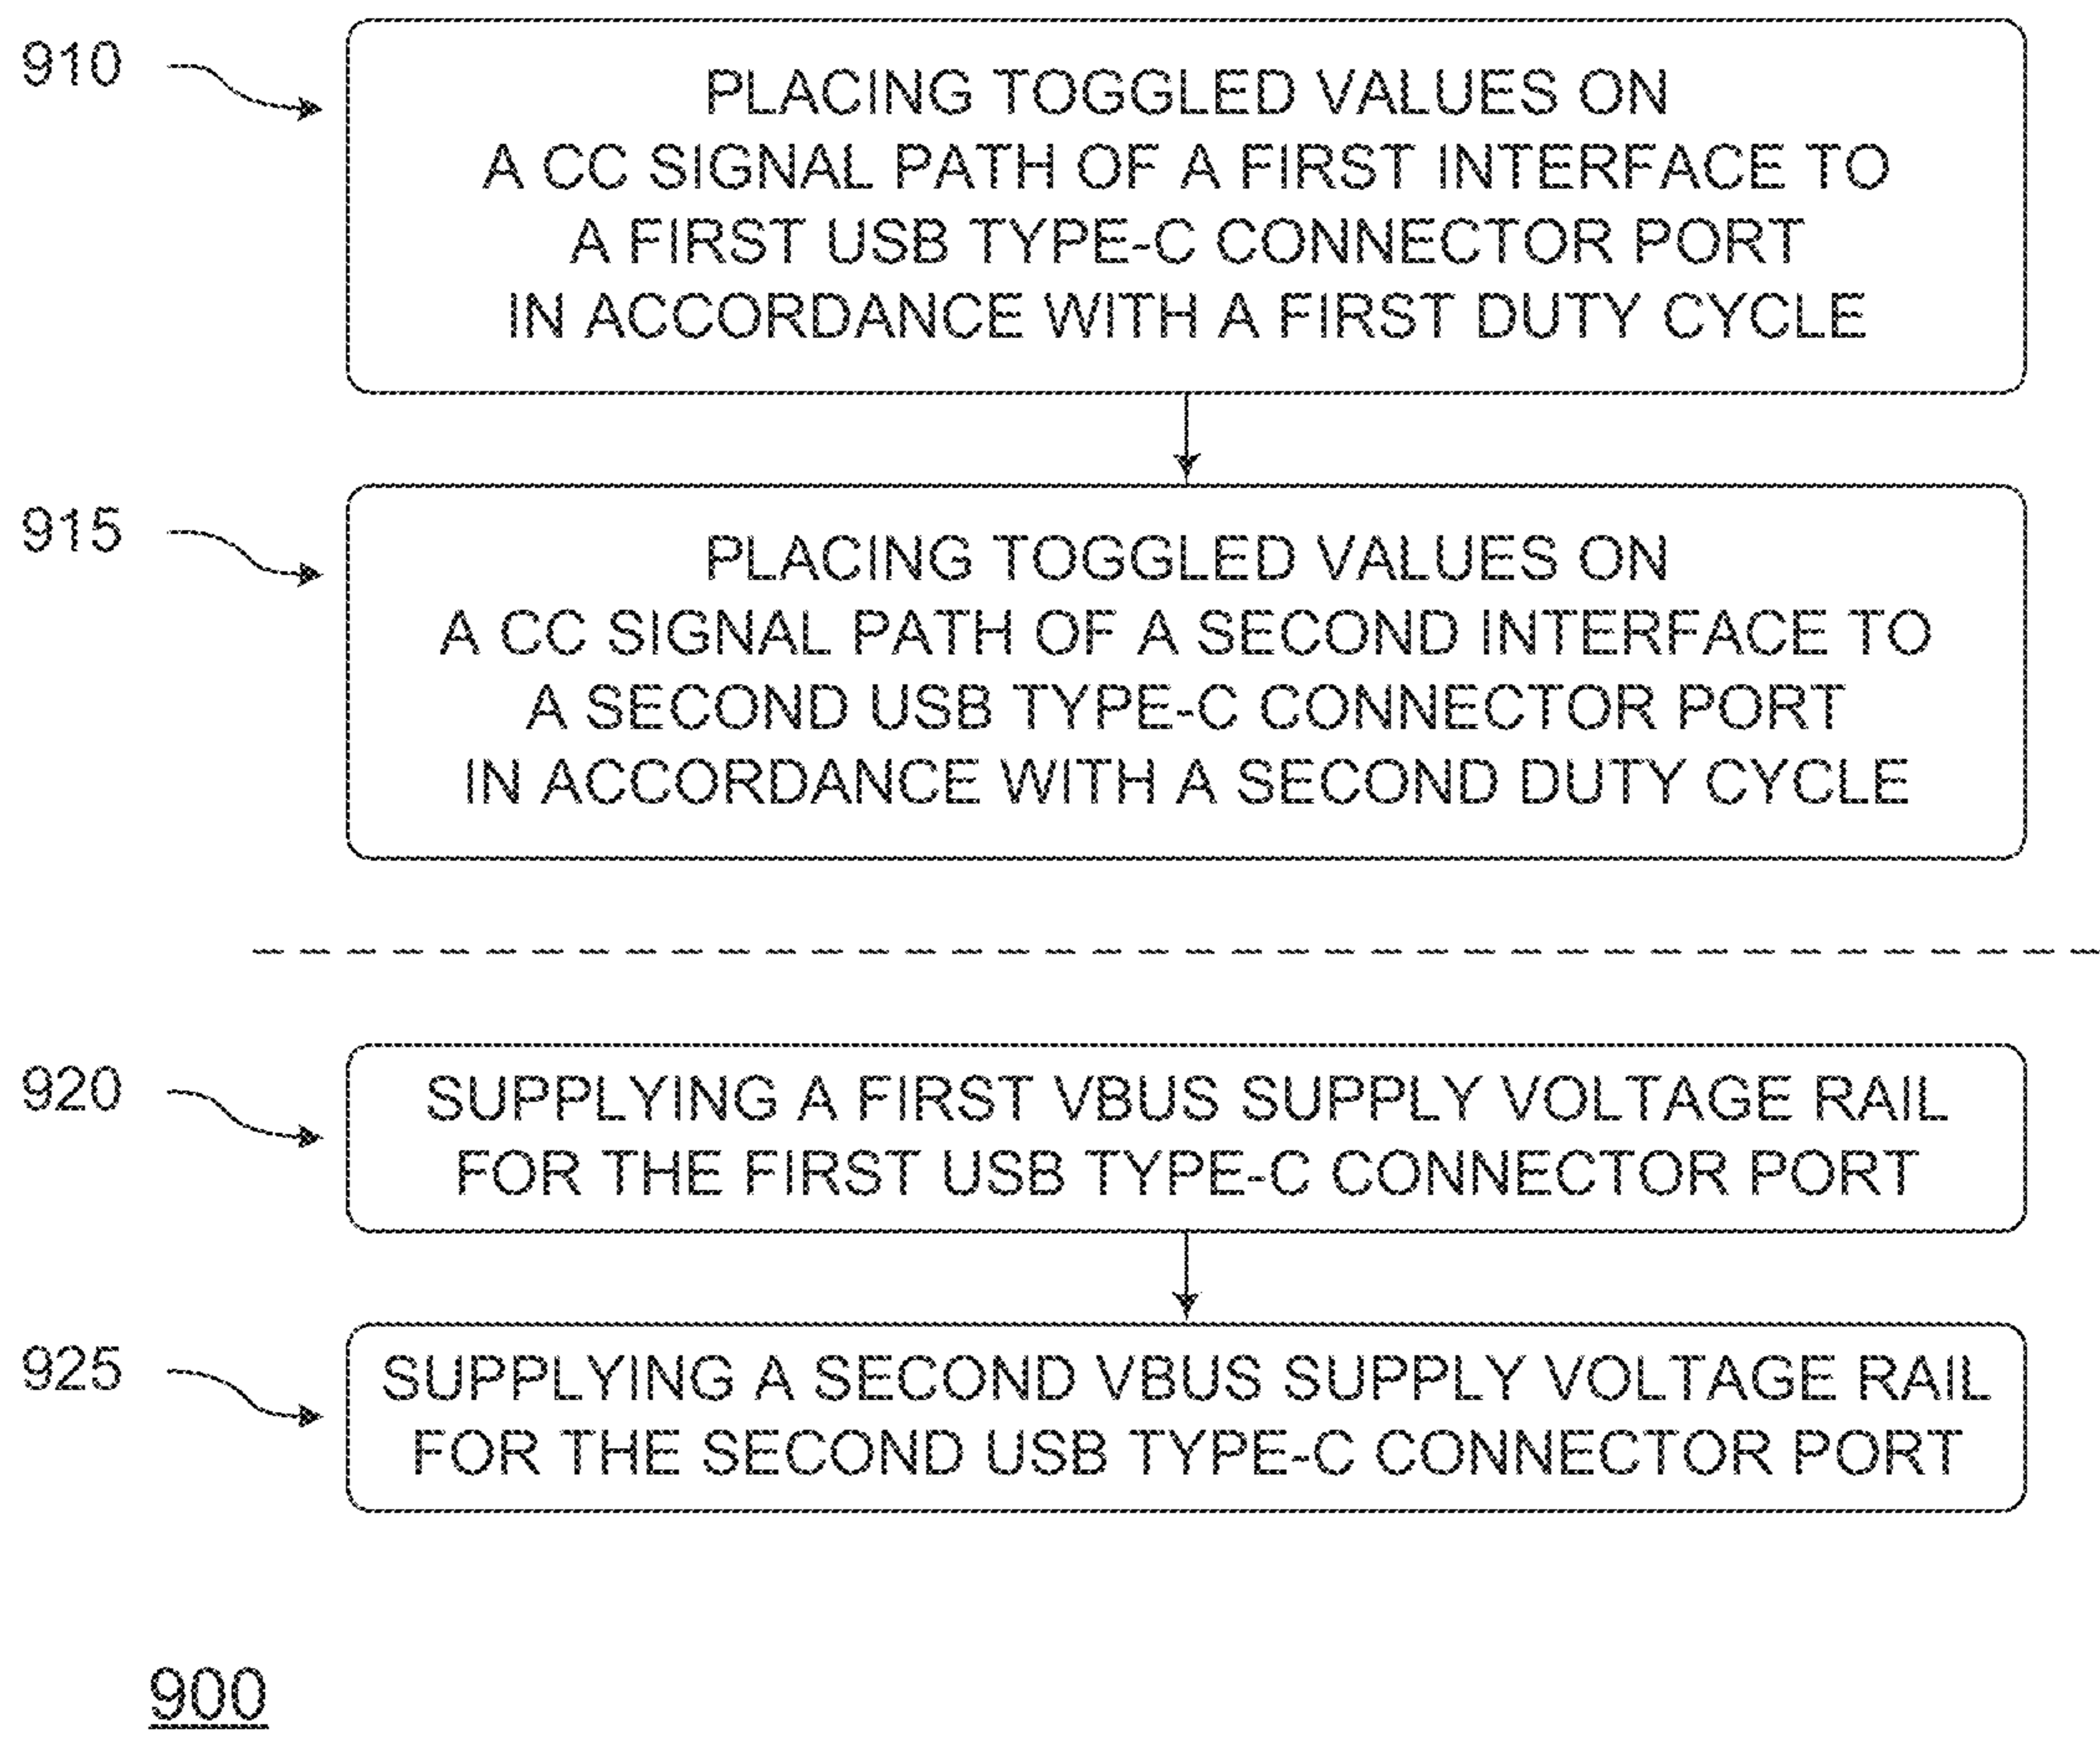 910
PLACING TOGGLED VALUES ON
A CC SIGNAL PATH OF A FIRST INTERFACE TO
A FIRST USB TYPE-C CONNECTOR PORT
IN ACCORDANCE WITH A FIRST DUTY CYCLE
915
PLACING TOGGLED VALUES ON
A CC SIGNAL PATH OF A SECOND INTERFACE TO
A SECOND USB TYPE-C CONNECTOR PORT
IN ACCORDANCE WITH A SECOND DUTY CYCLE
920
SUPPLYING A FIRST VBUS SUPPLY VOLTAGE RAIL
FOR THE FIRST USB TYPE-C CONNECTOR PORT
925
SUPPLYING A SECOND VBUS SUPPLY VOLTAGE RAIL
FOR THE SECOND USB TYPE-C CONNECTOR PORT
900